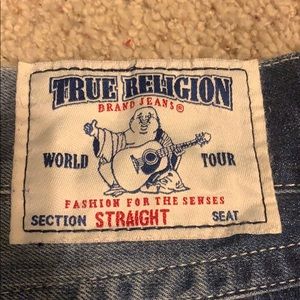 TRUE RELIGION
BRAND JEANS®
WORLD TOUR
FASHION FOR THE SENSES
SECTION STRAIGHT SEAT